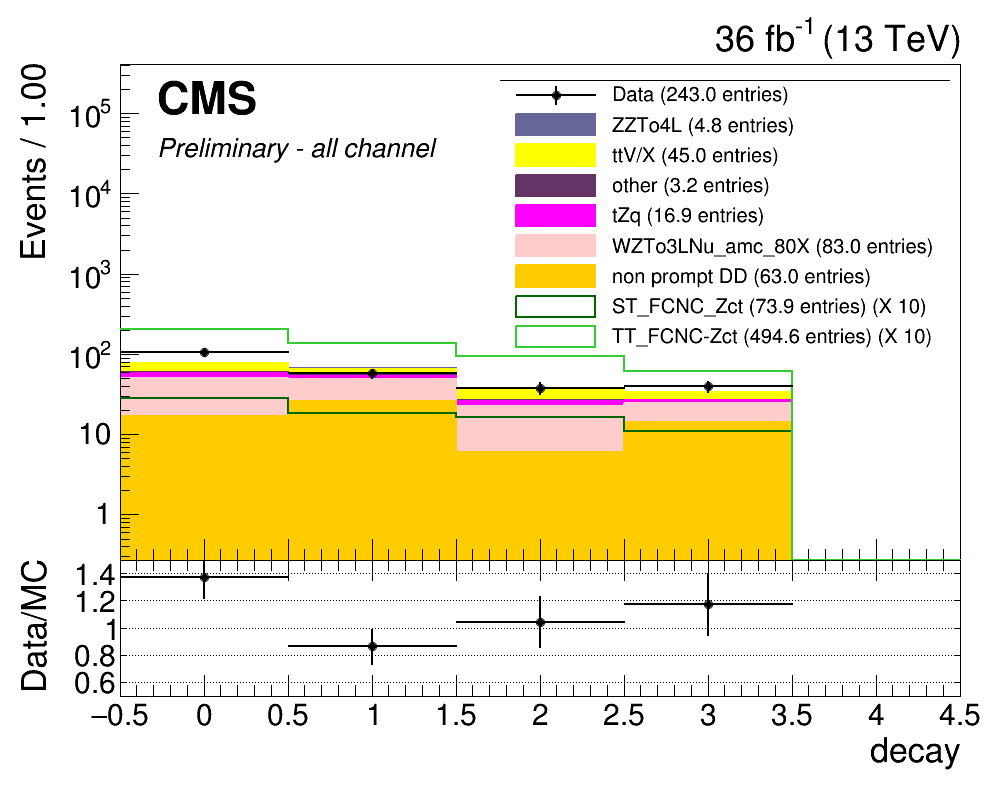 36 fb-1 (13 TeV)
CMS
Preliminary - all channel
Data (243.0 entries)
ZZTo4L (4.8 entries)
ttV/X (45.0 entries)
other (3.2 entries)
tZq (16.9 entries)
WZTo3LNu_amc_80X (83.0 entries)
non prompt DD (63.0 entries)
ST_FCNC_Zct (73.9 entries) (X 10)
TT_FCNC-Zct (494.6 entries) (X 10)
Events / 1.00
10^5
10^4
10^3
10^2
10
1
Data/MC
1.4
1.2
1
0.8
0.6
−0.5 0 0.5 1 1.5 2 2.5 3 3.5 4 4.5
decay